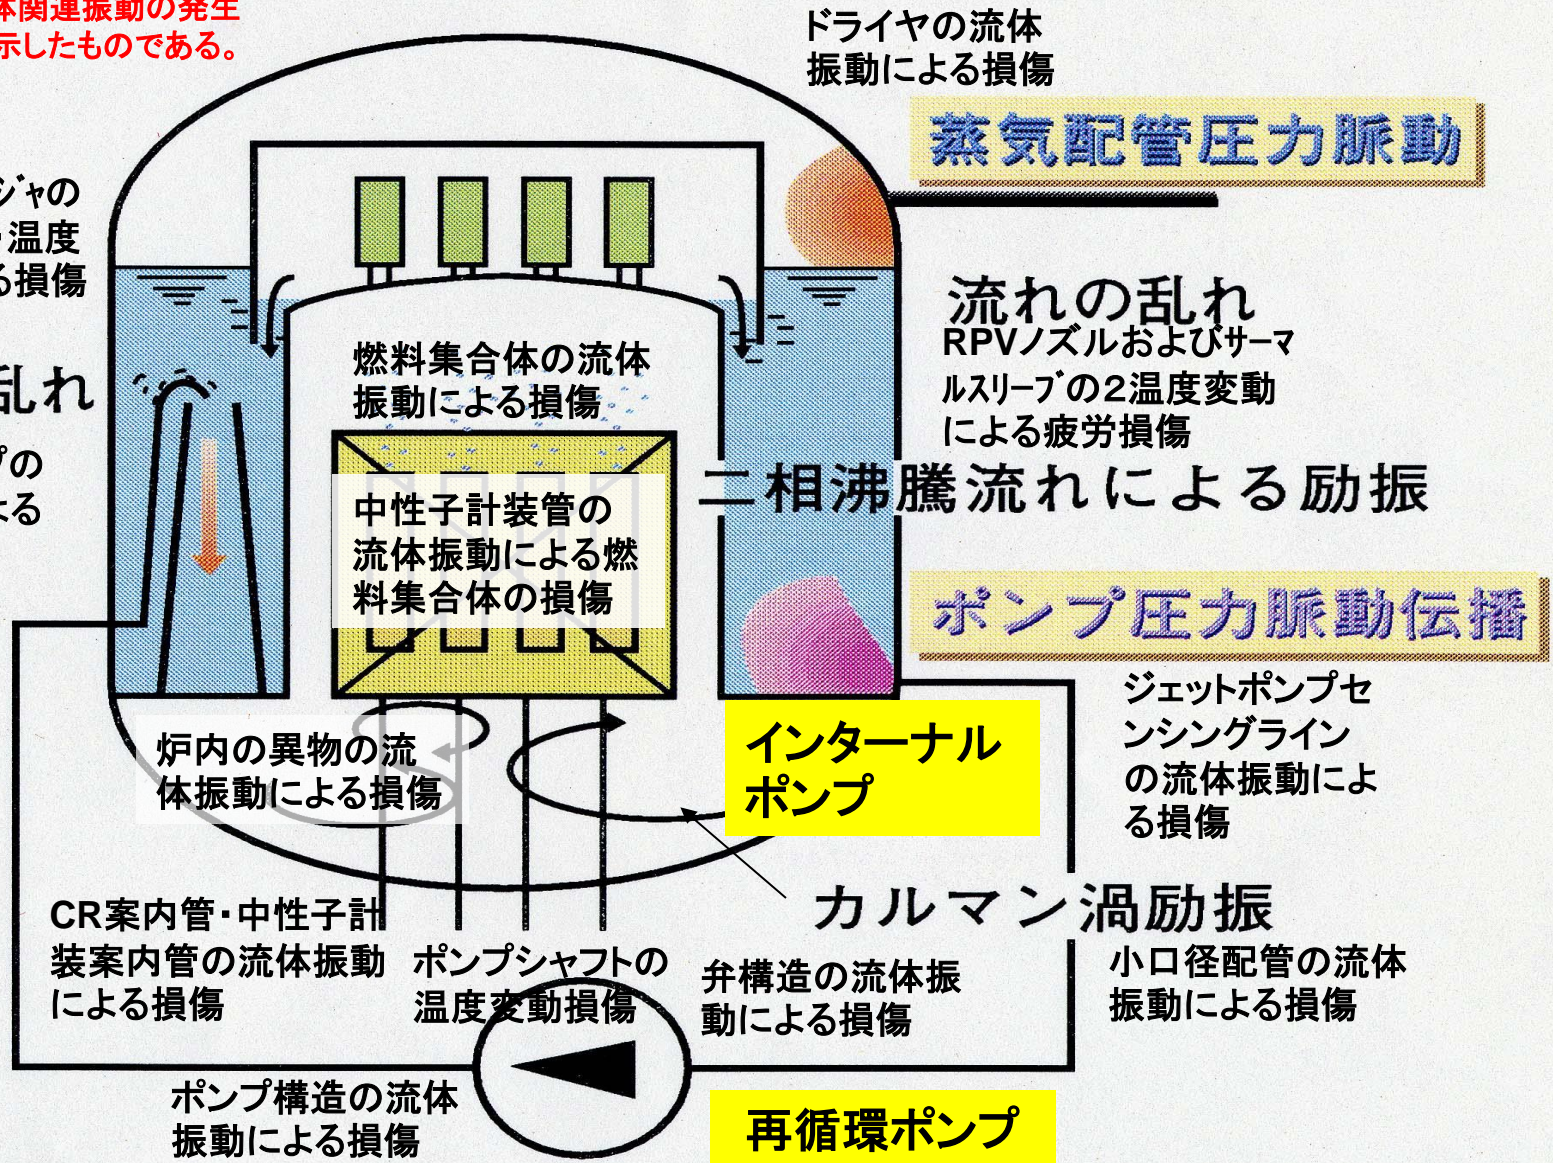 体関連振動の発生
示したものである。
ドライヤの流体
振動による損傷
蒸気配管圧力脈動
ジャの
・温度
る損傷
流れの乱れ
RPVノズルおよびサーマ
ルスリーブの2温度変動
による疲労損傷
燃料集合体の流体
振動による損傷
乱れ
プの
よる
二相沸騰流れによる励振
中性子計装管の
流体振動による燃
料集合体の損傷
ポンプ圧力脈動伝播
ジェットポンプセ
ンシングライン
の流体振動によ
る損傷
インターナル
ポンプ
炉内の異物の流
体振動による損傷
カルマン渦励振
CR案内管・中性子計
装案内管の流体振動
による損傷
ポンプシャフトの
温度変動損傷
弁構造の流体振
動による損傷
小口径配管の流体
振動による損傷
ポンプ構造の流体
振動による損傷
再循環ポンプ